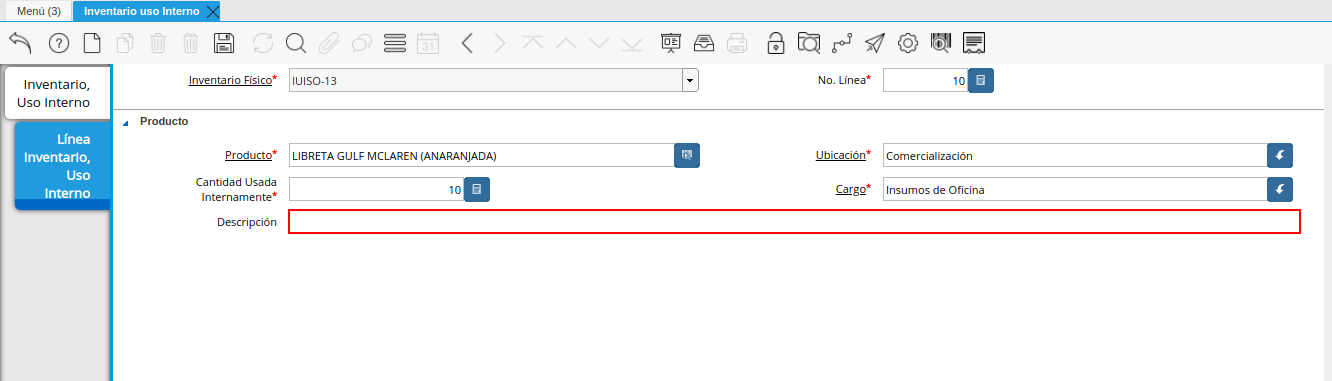 Menú (3)
Inventario uso Interno
31
Inventario,
Uso Interno
Línea
Inventario,
Uso
Interno
Inventario Físico*
IUISO-13
No. Línea*
10
Producto
Producto*
LIBRETA GULF MCLAREN (ANARANJADA)
Ubicación*
Comercialización
Cantidad Usada
Internamente*
10
Cargo*
Insumos de Oficina
Descripción